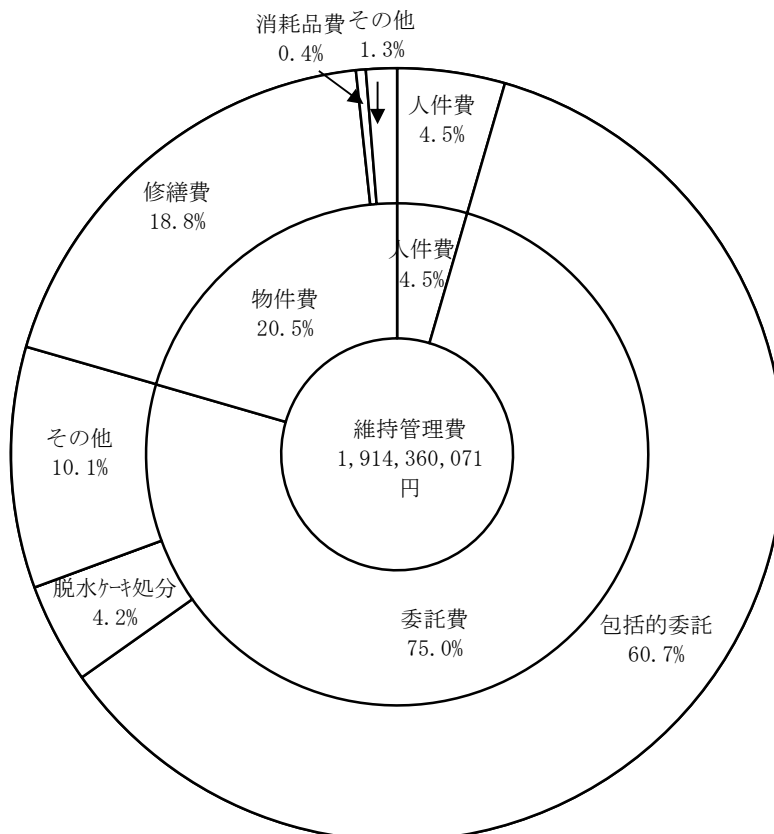 消耗品費
0.4%
その他
1.3%
人件費
4.5%
修繕費
18.8%
人件費
4.5%
物件費
20.5%
維持管理費
1,914,360,071
円
その他
10.1%
脱水ｹｰｷ処分
4.2%
委託費
75.0%
包括的委託
60.7%